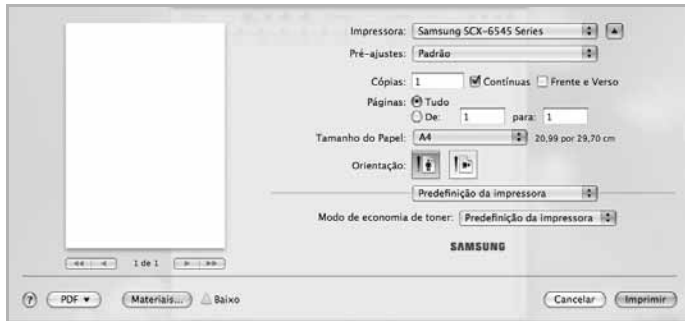 Impressora: Samsung SCX-6545 Series
Pré-ajustes: Padrão
Cópias: 1 Contínuas Frente e Verso
Páginas: Tudo
De: 1 para: 1
Tamanho do Papel: A4 20,99 por 29,70 cm
Orientação:
Predefinição da impressora
Modo de economia de toner: Predefinição da impressora
SAMSUNG
1 de 1
? PDF Materiais... Baixo Cancelar Imprimir